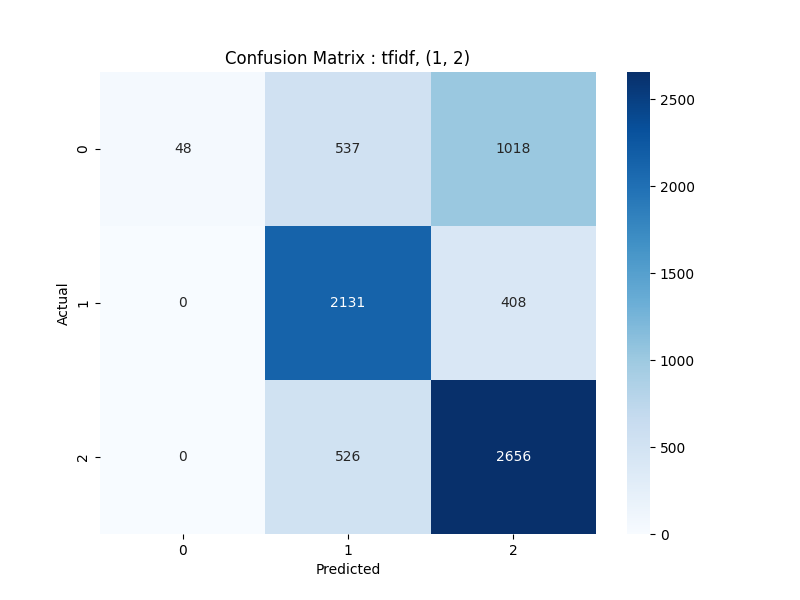 Confusion Matrix : tfidf, (1, 2)
0 48 537 1018
1 0 2131 408
2 0 526 2656
0 1 2
Predicted
Actual
2500
2000
1500
1000
500
0